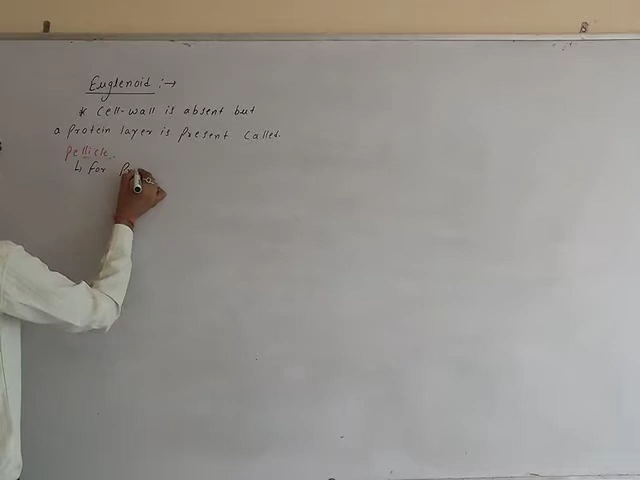 Euglenoid :→
* Cell-wall is absent but
a Protein layer is Present Called.
Pellicle.
↳ for